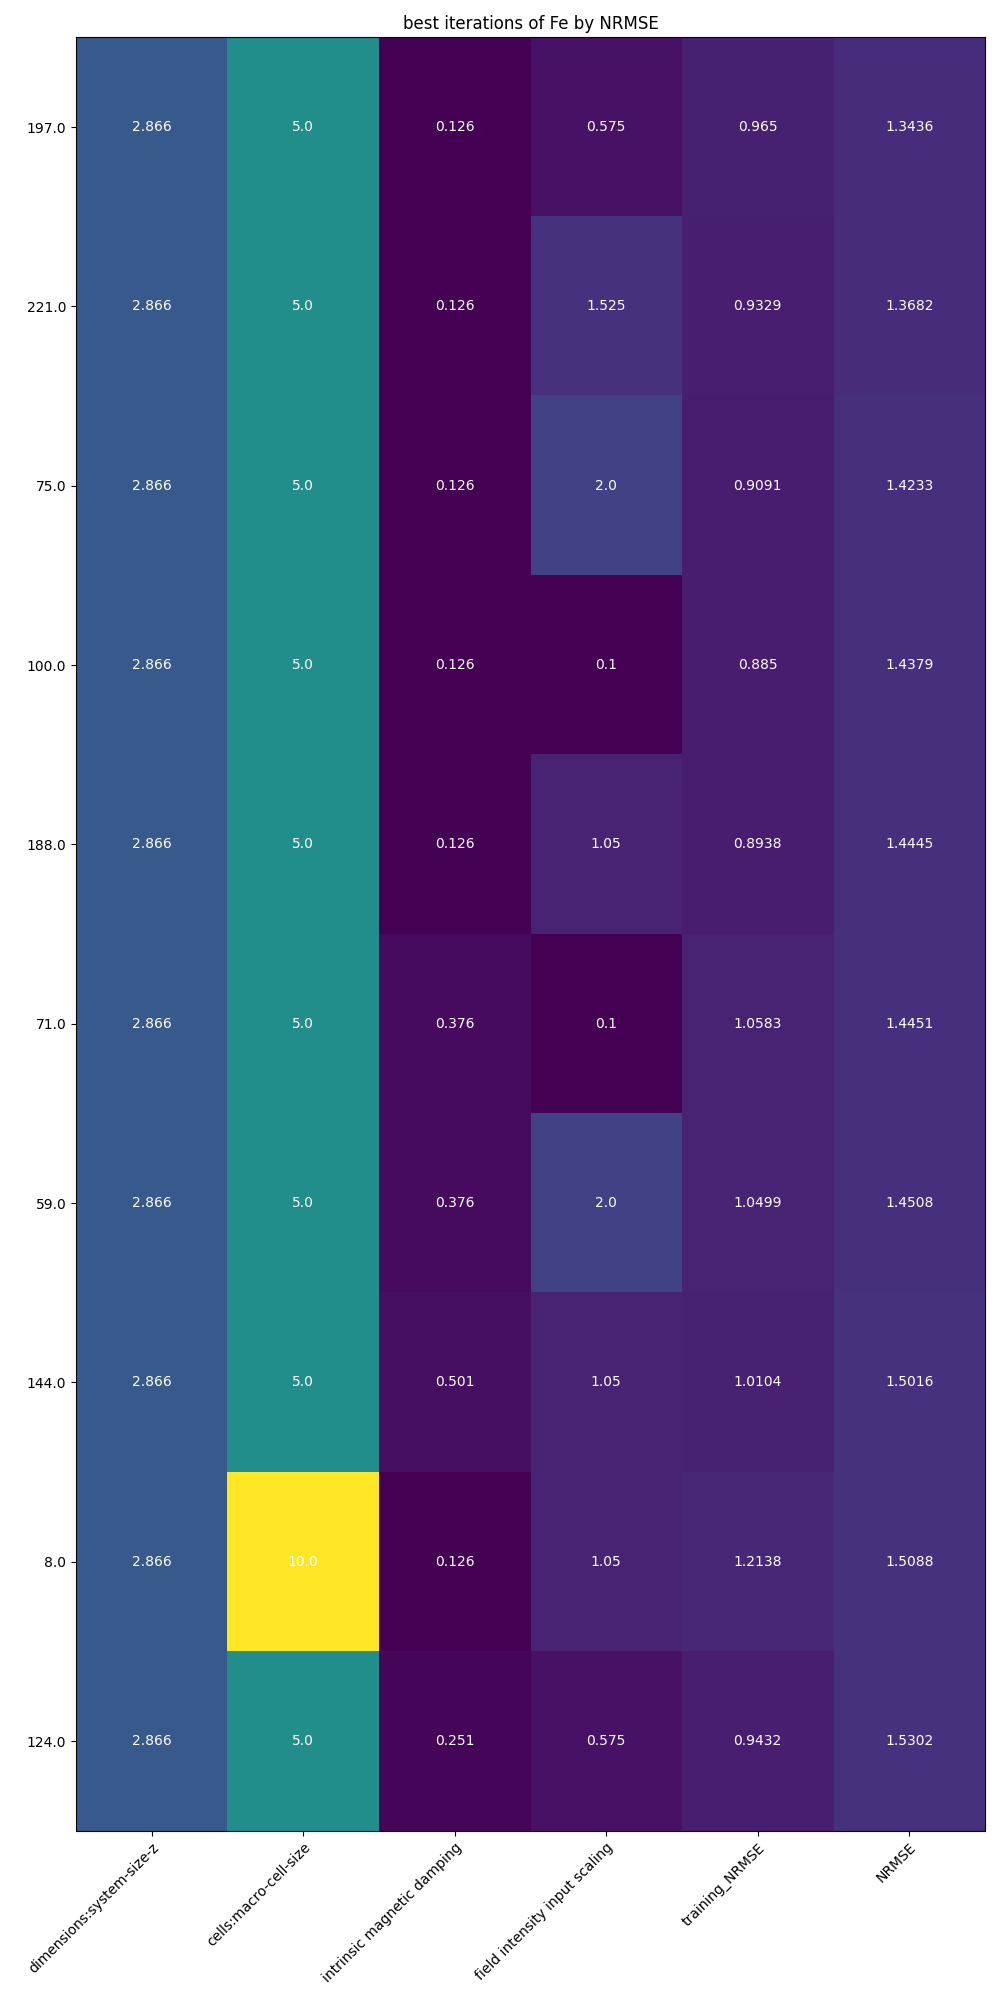 best iterations of Fe by NRMSE
197.0 2.866 5.0 0.126 0.575 0.965 1.3436
221.0 2.866 5.0 0.126 1.525 0.9329 1.3682
75.0 2.866 5.0 0.126 2.0 0.9091 1.4233
100.0 2.866 5.0 0.126 0.1 0.885 1.4379
188.0 2.866 5.0 0.126 1.05 0.8938 1.4445
71.0 2.866 5.0 0.376 0.1 1.0583 1.4451
59.0 2.866 5.0 0.376 2.0 1.0499 1.4508
144.0 2.866 5.0 0.501 1.05 1.0104 1.5016
8.0 2.866 10.0 0.126 1.05 1.2138 1.5088
124.0 2.866 5.0 0.251 0.575 0.9432 1.5302
dimensions:system-size-z
cells:macro-cell-size
intrinsic magnetic damping
field intensity input scaling
training_NRMSE
NRMSE